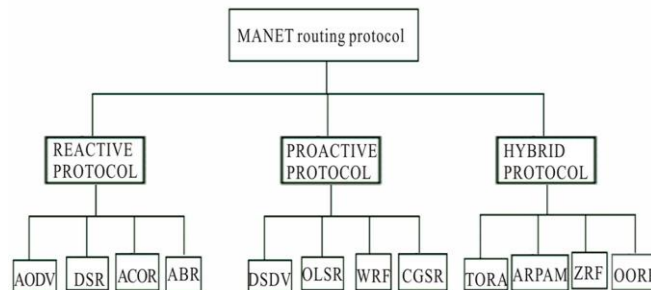 MANET routing protocol
REACTIVE
PROTOCOL
PROACTIVE
PROTOCOL
HYBRID
PROTOCOL
AODV
DSR
ACOR
ABR
DSDV
OLSR
WRF
CGSR
TORA
ARPAM
ZRF